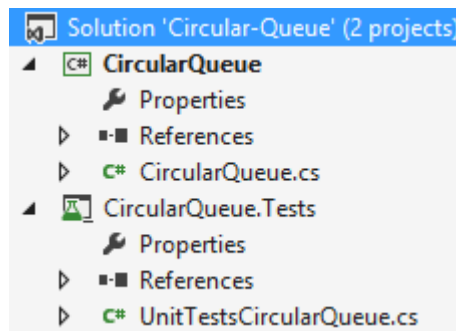 Solution 'Circular-Queue' (2 projects)
C# CircularQueue
Properties
References
C# CircularQueue.cs
CircularQueue.Tests
Properties
References
C# UnitTestsCircularQueue.cs